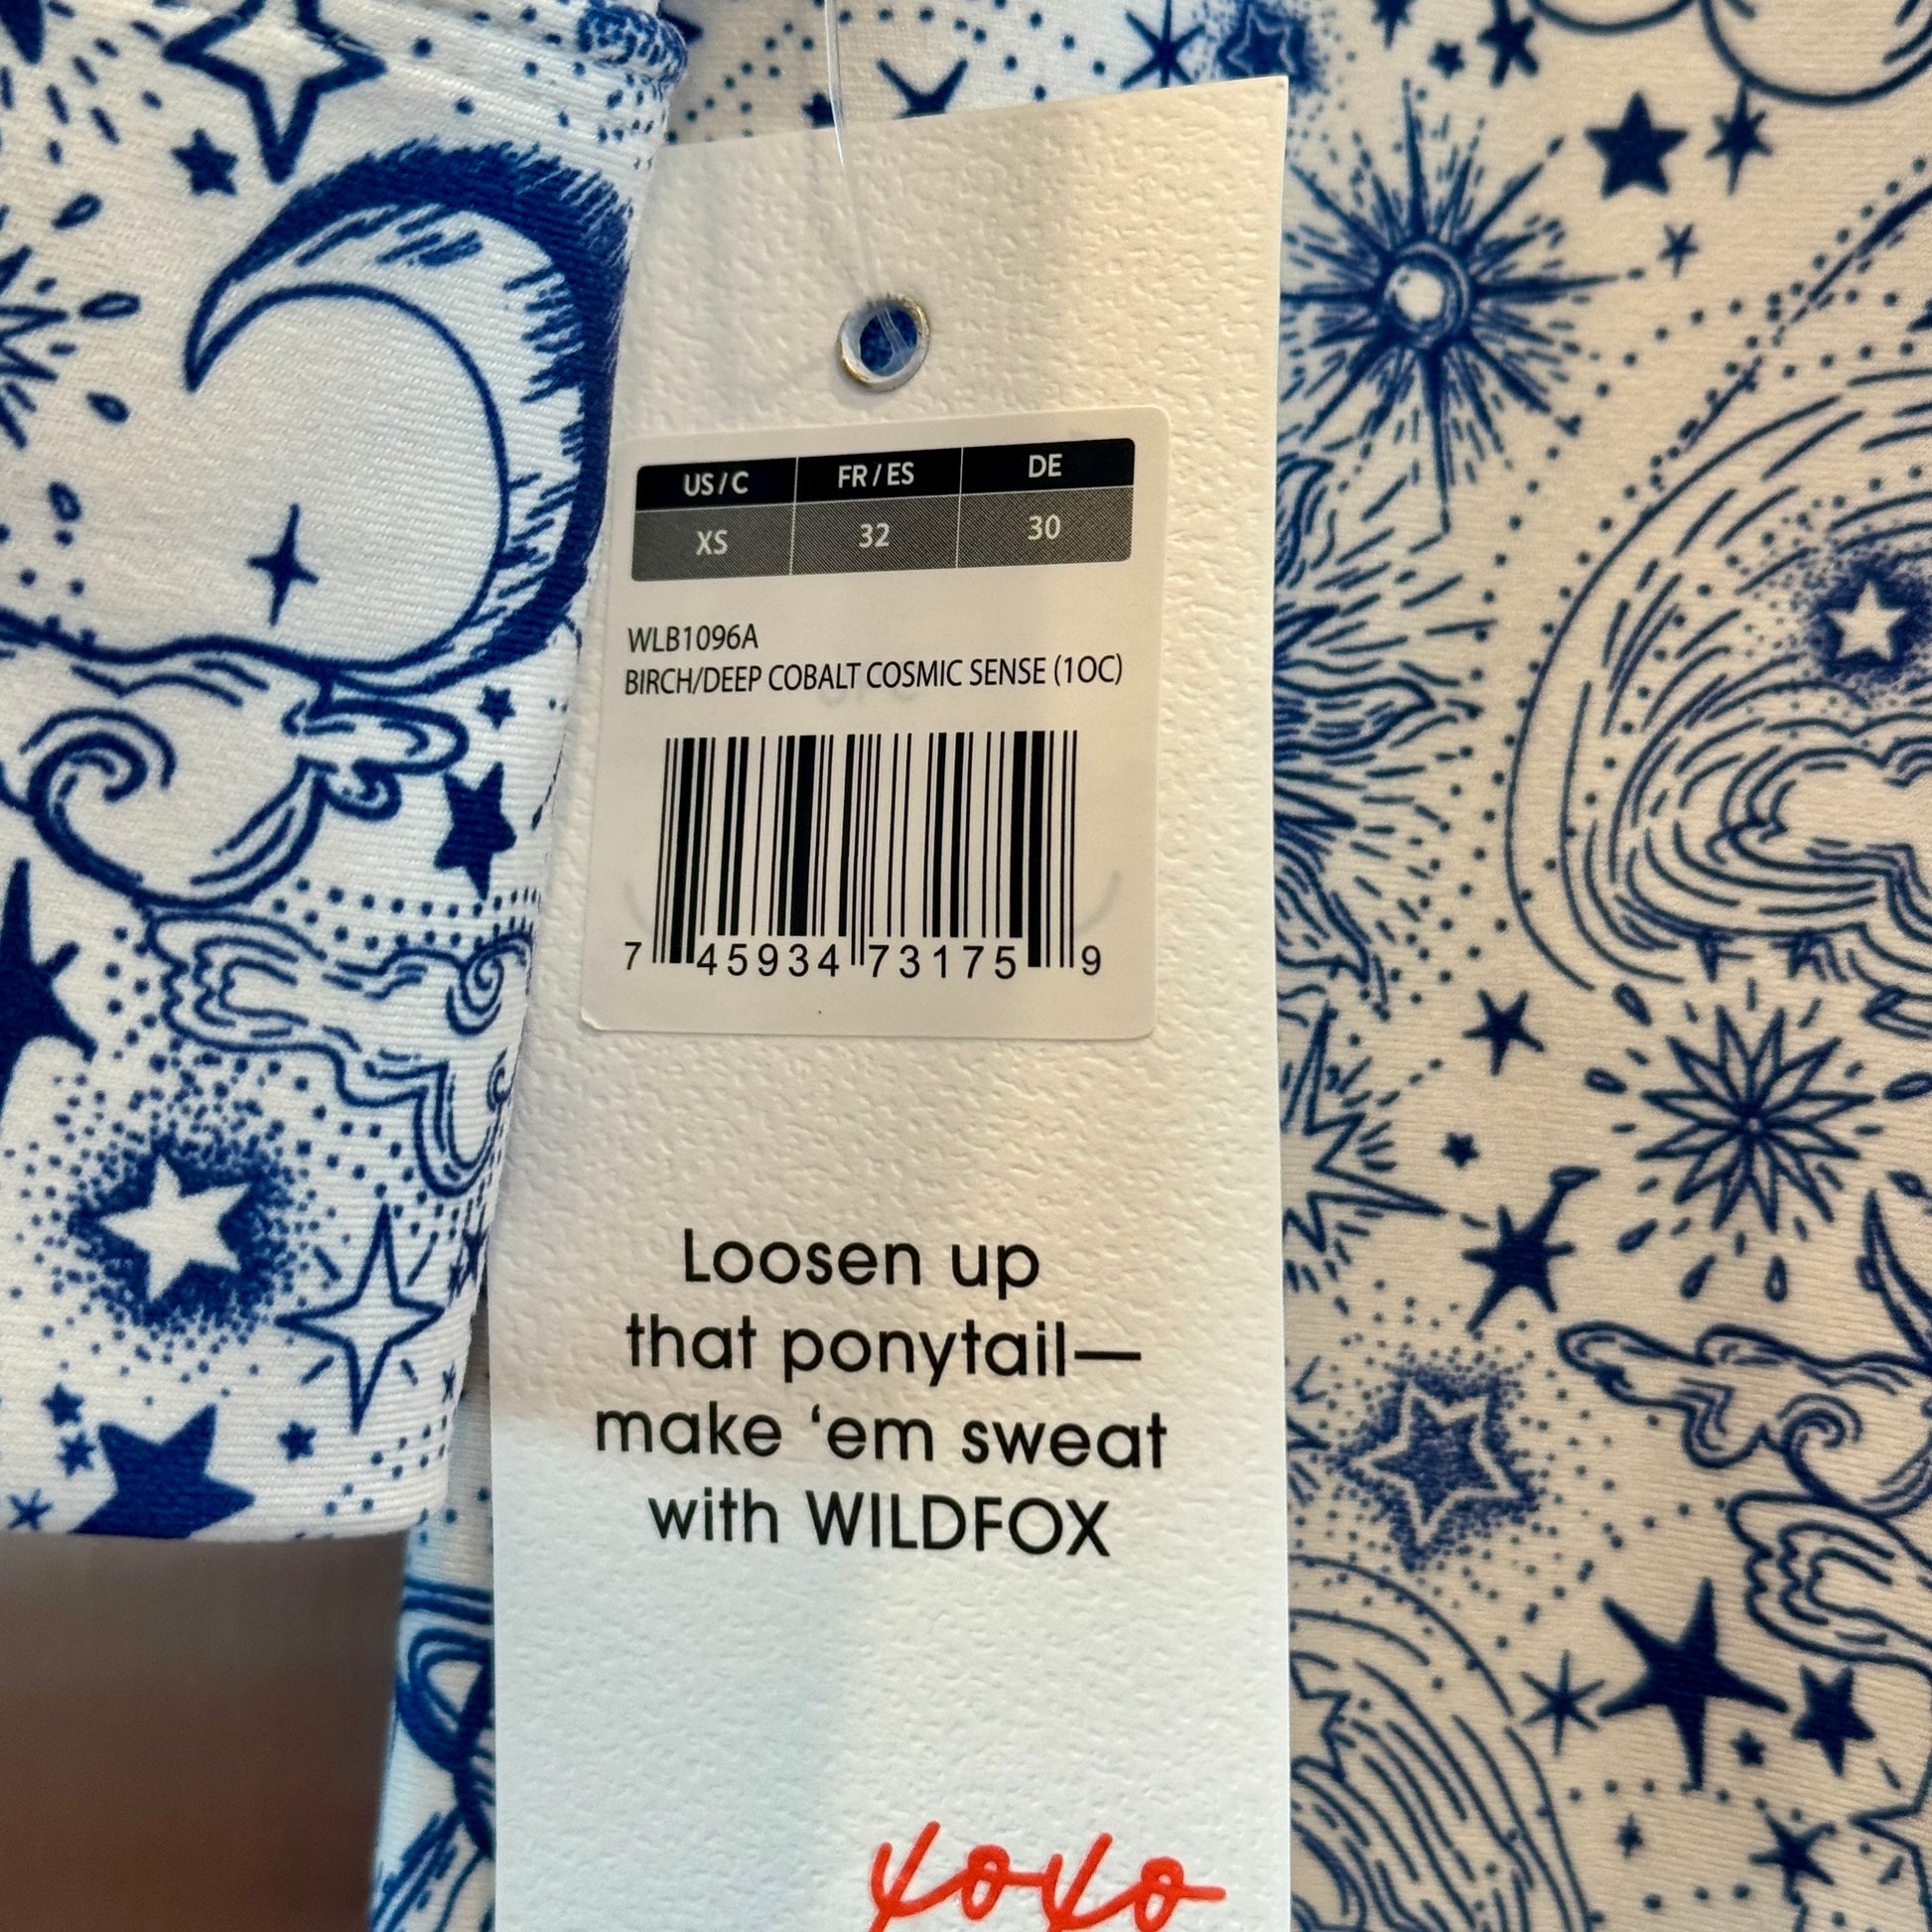 US / C FR / ES DE
XS 32 30
WLB1096A
BIRCH/DEEP COBALT COSMIC SENSE (1OC)
7 45934 73175 9
Loosen up
that ponytail—
make ‘em sweat
with WILDFOX
xoxo